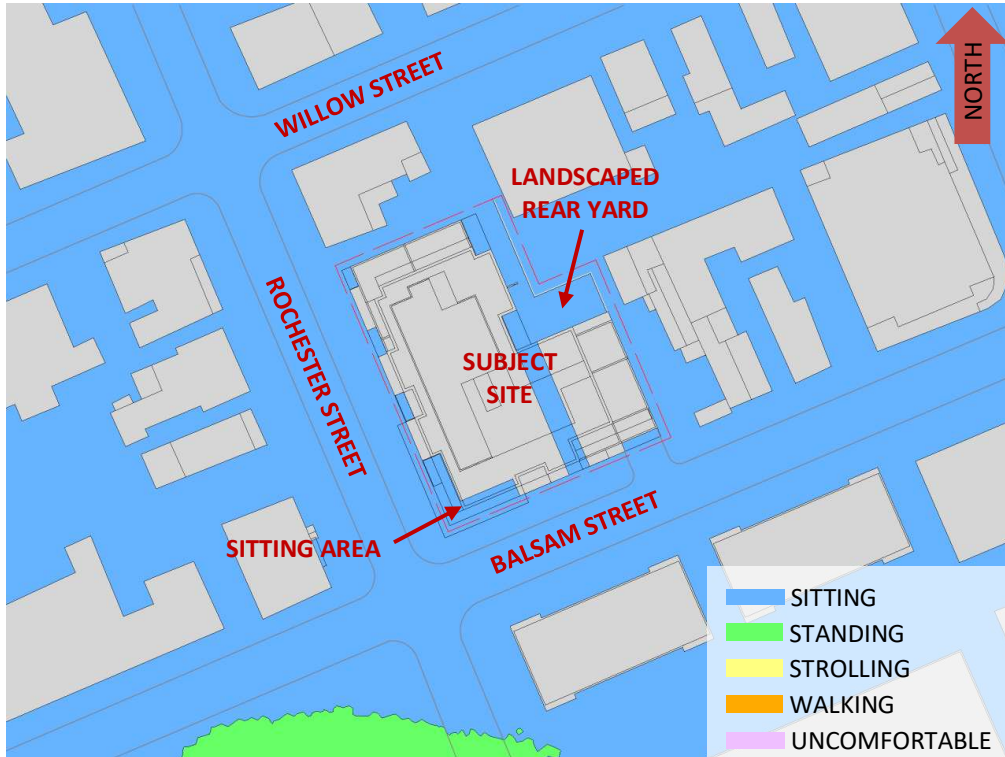 NORTH
WILLOW STREET
LANDSCAPED
REAR YARD
ROCHESTER STREET
SUBJECT
SITE
SITTING AREA
BALSAM STREET
SITTING
STANDING
STROLLING
WALKING
UNCOMFORTABLE